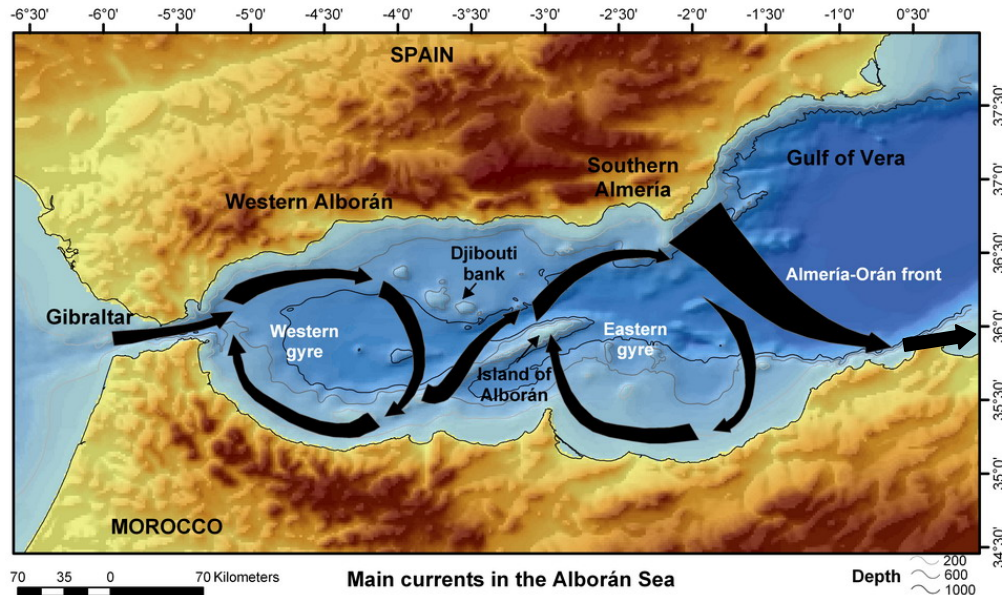 -6°30' -6°0' -5°30' -5°0' -4°30' -4°0' -3°30' -3°0' -2°30' -2°0' -1°30' -1°0' 0°30'
SPAIN
37°30'
Gulf of Vera
Southern
Almería
37°0'
Western Alborán
Djibouti
bank
36°30'
Almería-Orán front
Gibraltar
36°0'
Western
gyre
Eastern
gyre
Island of
Alborán
35°30'
35°0'
MOROCCO
34°30'
70 35 0 70 Kilometers
Main currents in the Alborán Sea
Depth
200
600
1000